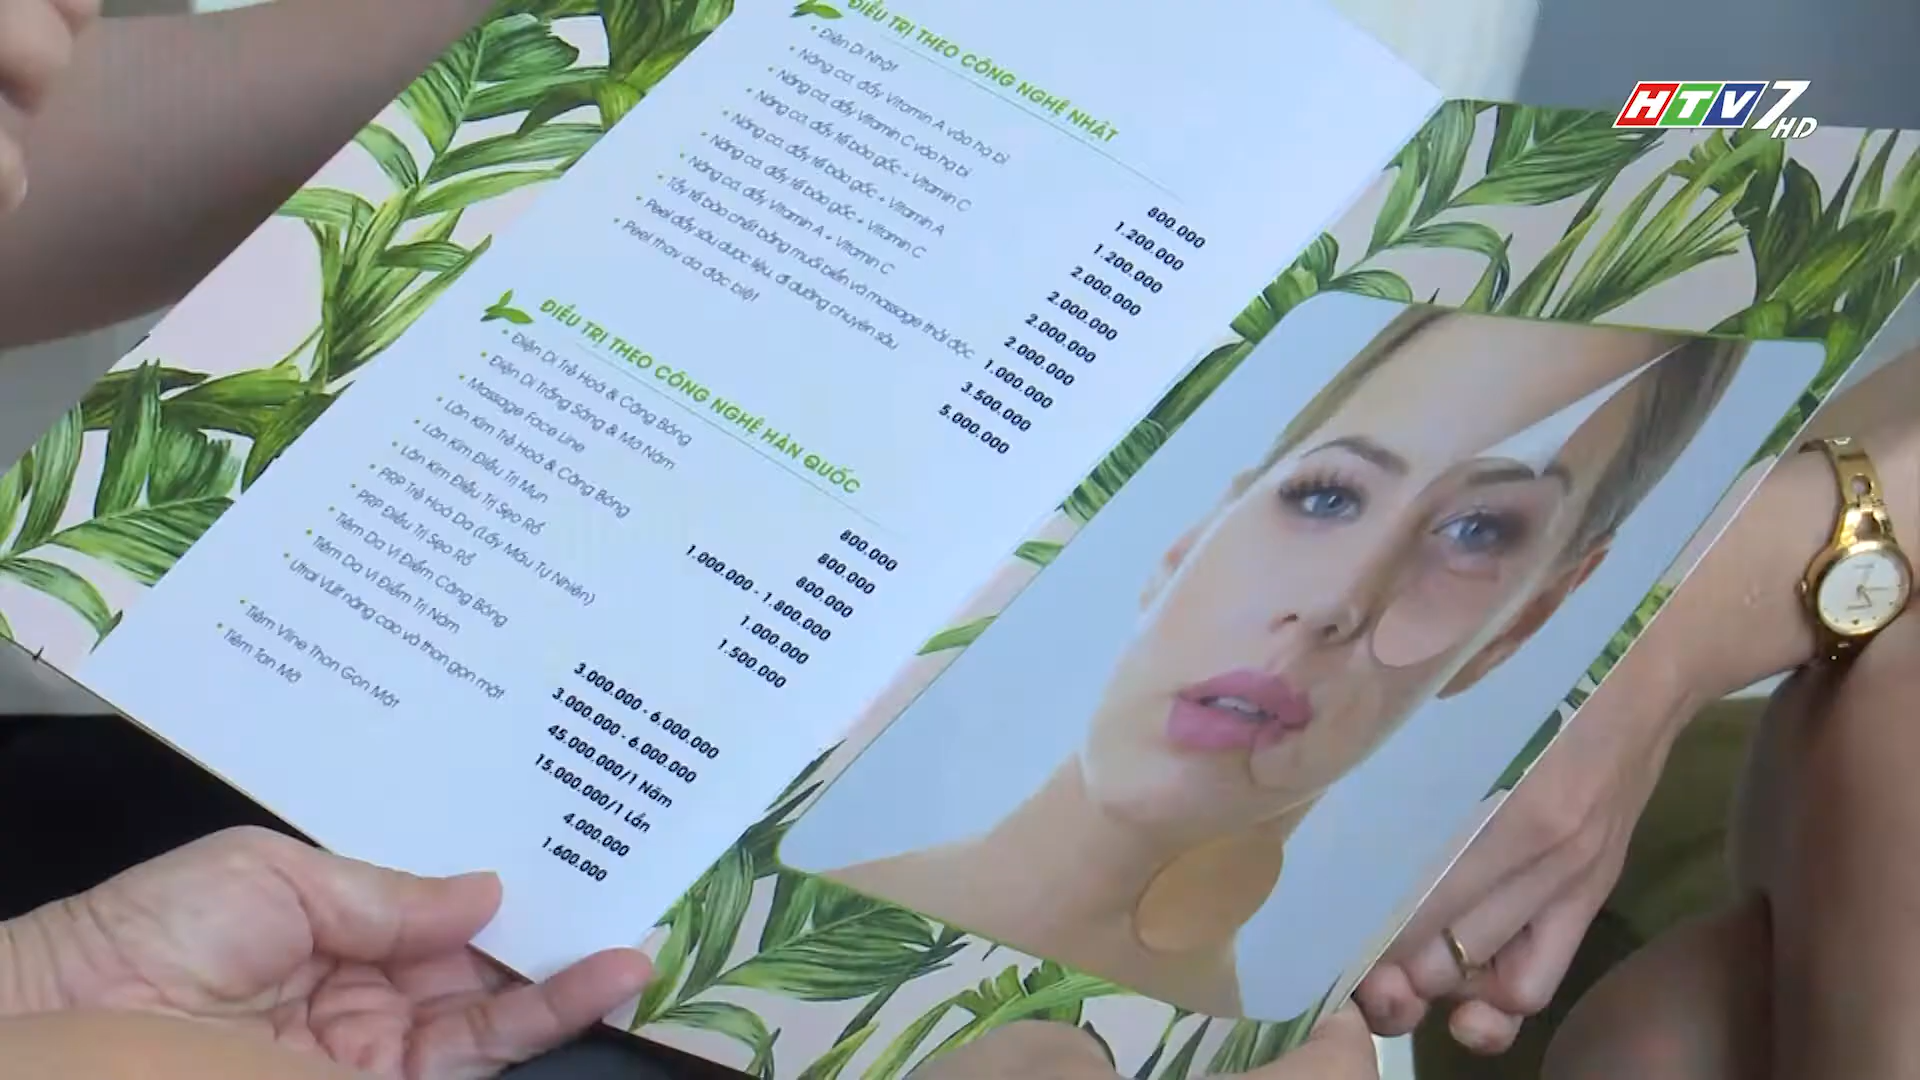 HTV7 HD
ĐIỀU TRỊ THEO CÔNG NGHỆ NHẬT
Điện Di Nhật 800.000
Nâng cơ, đẩy Vitamin A vào hạ bì 1.200.000
Nâng cơ, đẩy Vitamin C vào hạ bì 1.200.000
Nâng cơ, đẩy tế bào gốc + Vitamin C 2.000.000
Nâng cơ, đẩy tế bào gốc + Vitamin A 2.000.000
Nâng cơ, đẩy tế bào gốc + Vitamin C 2.000.000
Nâng cơ, đẩy Vitamin A + Vitamin C 2.000.000
Tẩy tế bào chết bằng muối biển và massage thải độc 1.000.000
Peel đẩy sâu dược liệu, đi dưỡng chuyên sâu 3.500.000
Peel thay da đặc biệt 5.000.000
ĐIỀU TRỊ THEO CÔNG NGHỆ HÀN QUỐC
Điện Di Trẻ Hoá & Căng Bóng 800.000
Điện Di Trắng Sáng & Mờ Nám 800.000
Massage Face Line 800.000
Lăn Kim Trẻ Hoá & Căng Bóng 1.000.000 - 1.800.000
Lăn Kim Điều Trị Mụn 1.000.000
Lăn Kim Điều Trị Sẹo Rỗ 1.500.000
PRP Trẻ Hoá Da (Lấy Máu Tự Nhiên)
PRP Điều Trị Sẹo Rỗ
Tiêm Da Vi Điểm Căng Bóng 3.000.000 - 6.000.000
Tiêm Da Vi Điểm Trị Nám 3.000.000 - 6.000.000
Ultral VLift nâng cao và thon gọn mặt 45.000.000/1 Năm
15.000.000/1 Lần
Tiêm Vline Thon Gọn Mặt 4.000.000
Tiêm Tan Mỡ 1.600.000